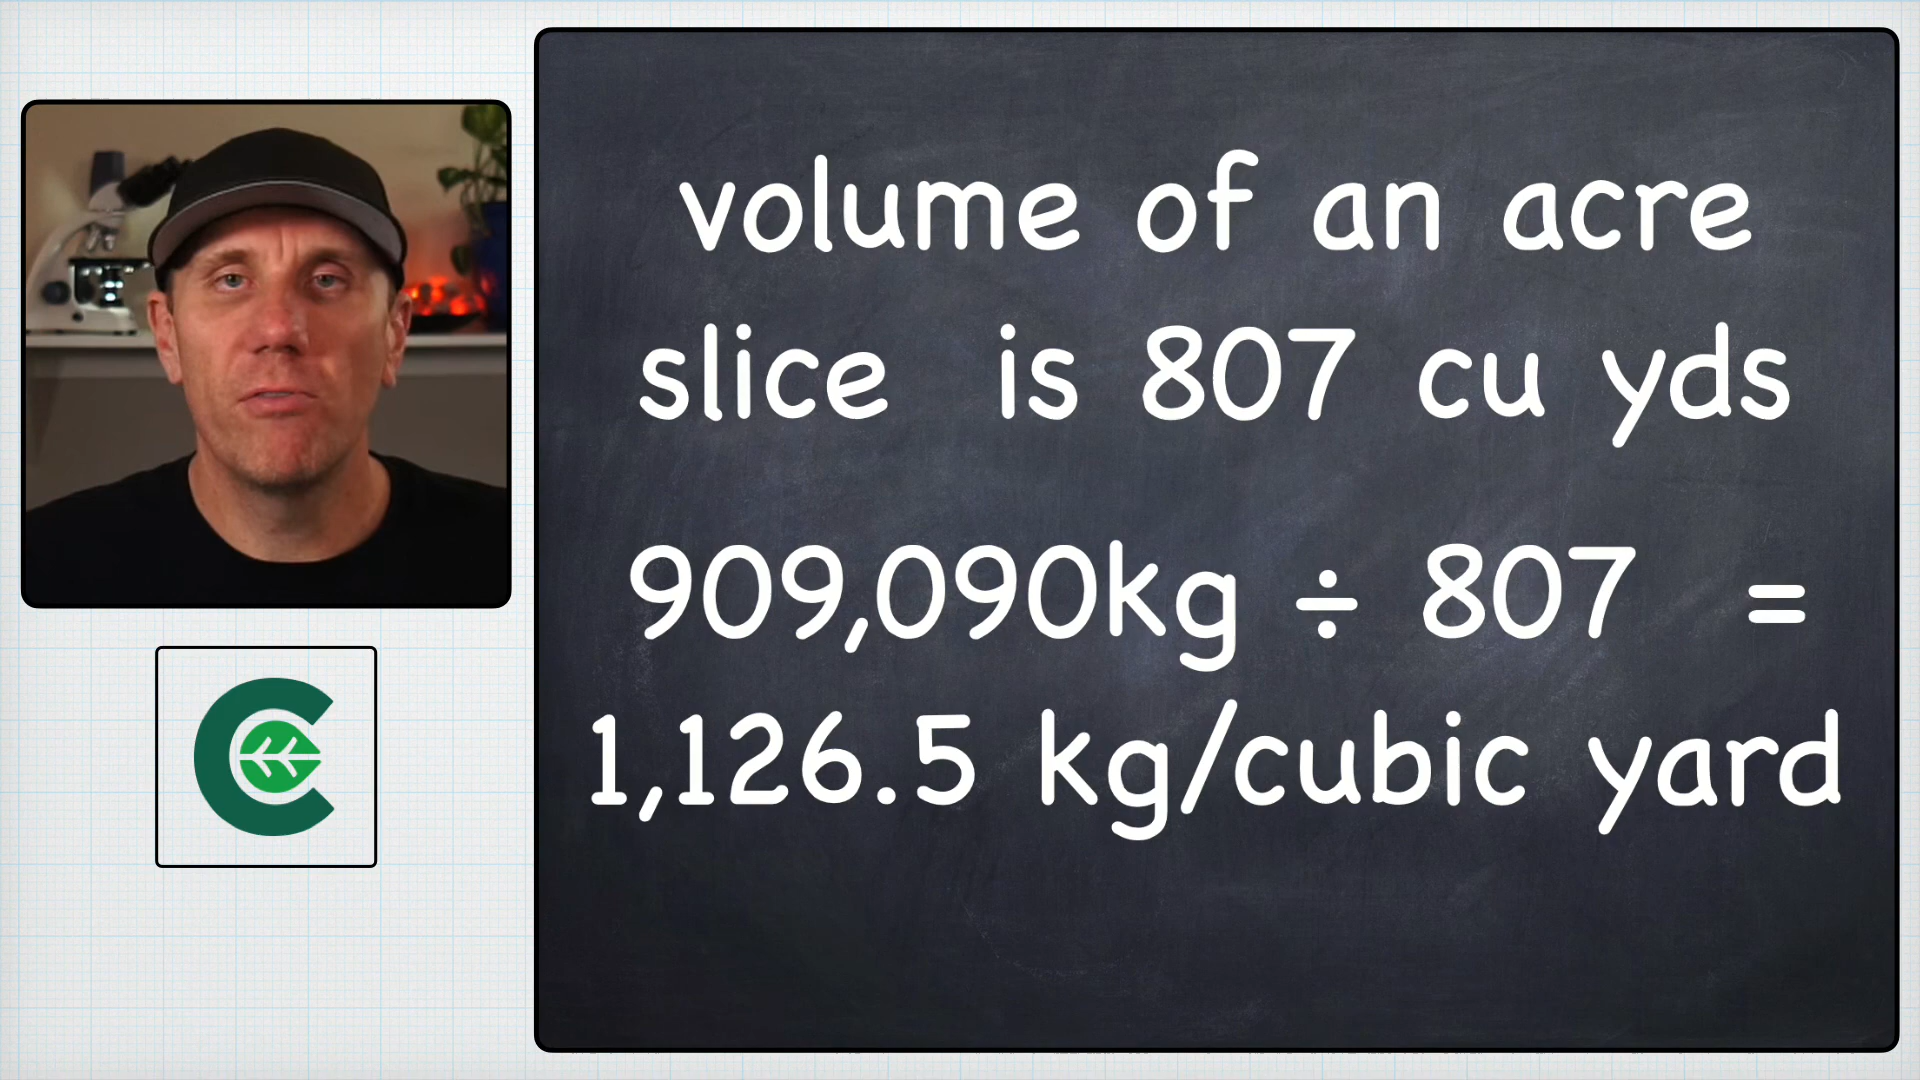 volume of an acre
slice is 807 cu yds
909,090kg ÷ 807 =
1,126.5 kg/cubic yard